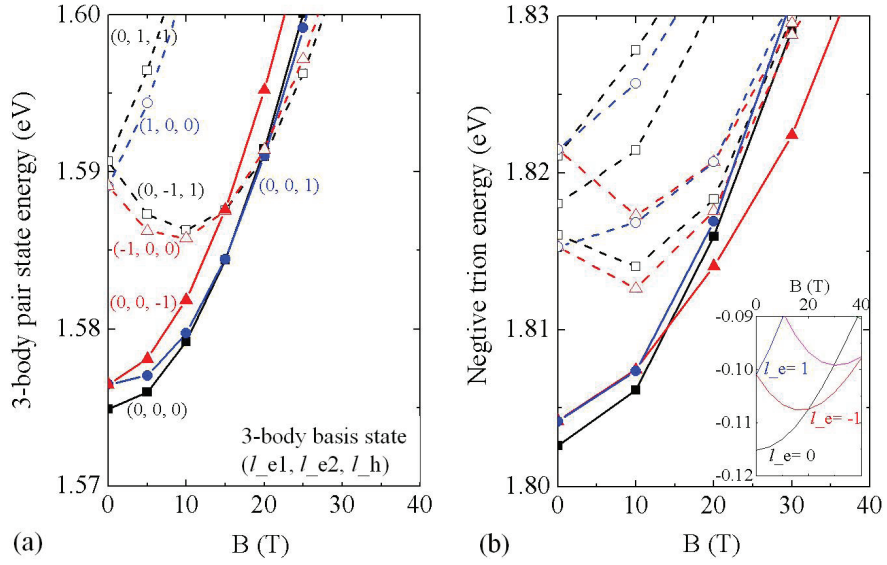 3-body pair state energy (eV)
1.60
1.59
1.58
1.57
(0, 1, -1)
(1, 0, 0)
(0, -1, 1)
(-1, 0, 0)
(0, 0, 1)
(0, 0, -1)
(0, 0, 0)
3-body basis state
(l_e1, l_e2, l_h)
0 10 20 30 40
B (T)
(a)
Negtive trion energy (eV)
1.83
1.82
1.81
1.80
B (T)
0 20 40
-0.09
-0.10
-0.11
-0.12
l_e= 1
l_e= -1
l_e= 0
0 10 20 30 40
B (T)
(b)